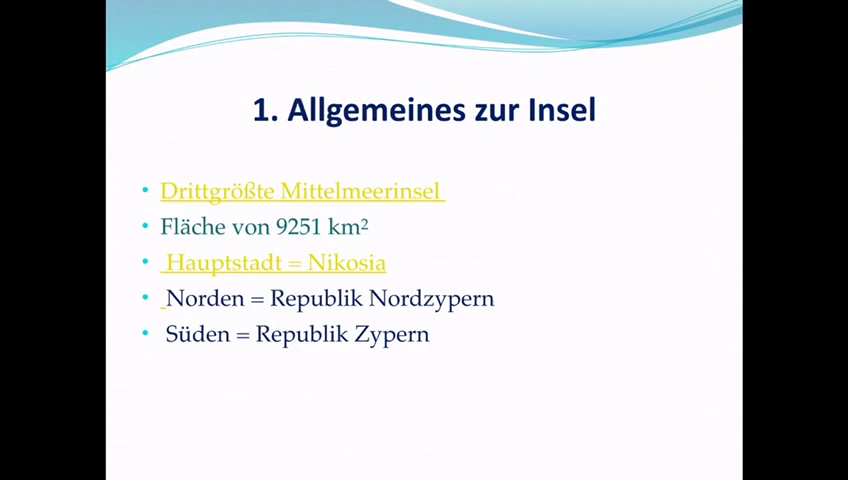 1. Allgemeines zur Insel
• Drittgrößte Mittelmeerinsel
• Fläche von 9251 km²
• Hauptstadt = Nikosia
• Norden = Republik Nordzypern
• Süden = Republik Zypern